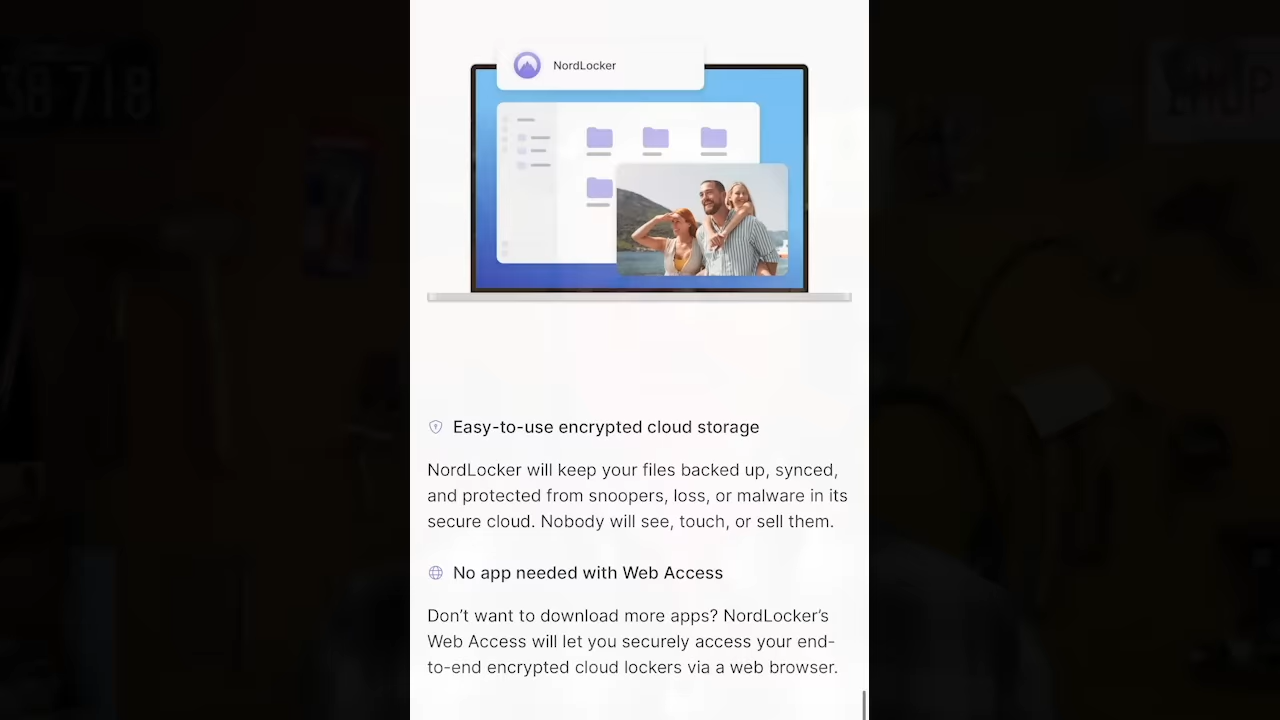 NordLocker
Easy-to-use encrypted cloud storage
NordLocker will keep your files backed up, synced,
and protected from snoopers, loss, or malware in its
secure cloud. Nobody will see, touch, or sell them.
No app needed with Web Access
Don’t want to download more apps? NordLocker’s
Web Access will let you securely access your end-
to-end encrypted cloud lockers via a web browser.